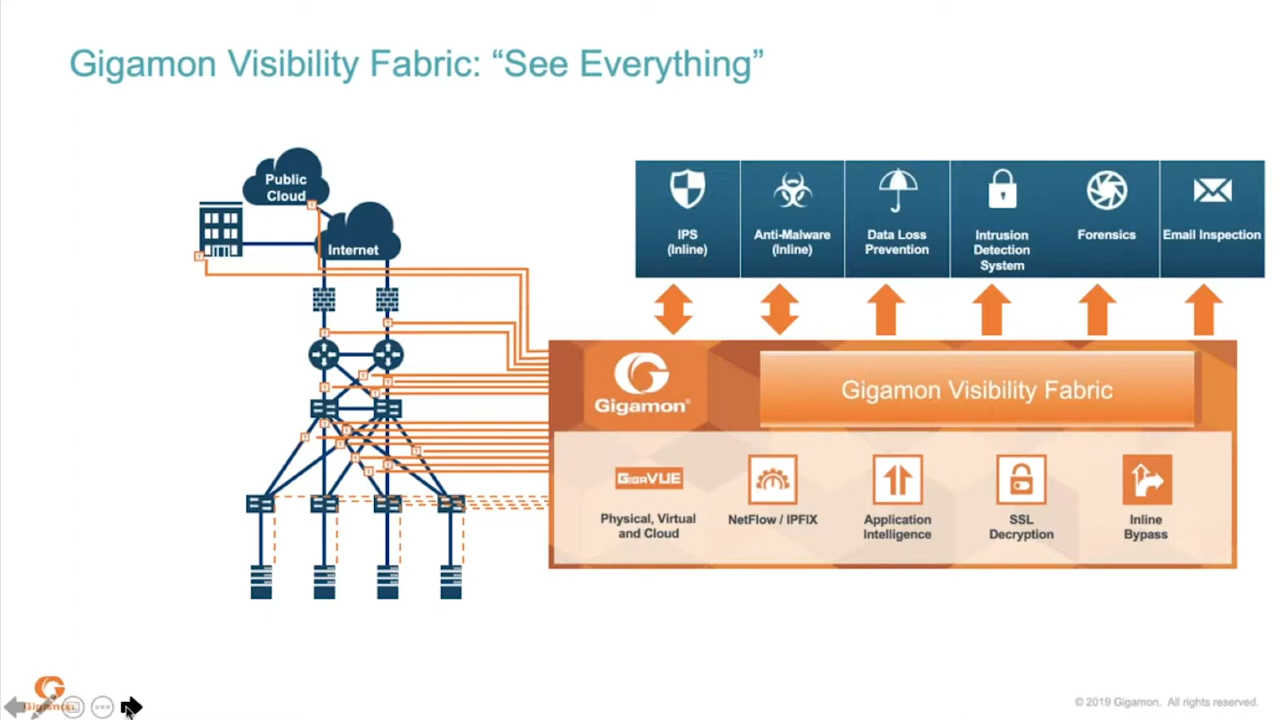 Gigamon Visibility Fabric: “See Everything”
Public
Cloud
Internet
IPS
(Inline)
Anti-Malware
(Inline)
Data Loss
Prevention
Intrusion
Detection
System
Forensics
Email Inspection
Gigamon®
Gigamon Visibility Fabric
GigaVUE
Physical, Virtual
and Cloud
NetFlow / IPFIX
Application
Intelligence
SSL
Decryption
Inline
Bypass
Gigamon
© 2019 Gigamon. All rights reserved.